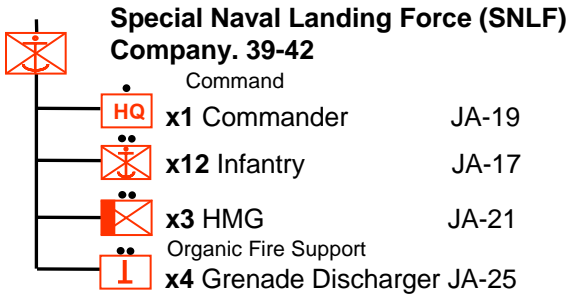 Special Naval Landing Force (SNLF)
Company. 39-42
Command
HQ x1 Commander JA-19
x12 Infantry JA-17
x3 HMG JA-21
Organic Fire Support
x4 Grenade Discharger JA-25